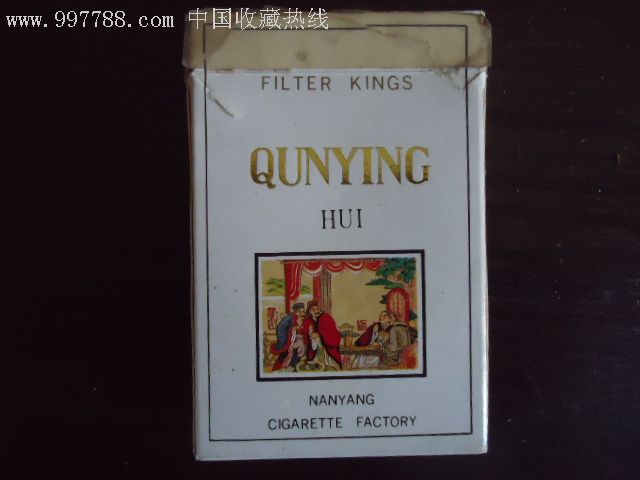 www.997788.com 中国收藏热线
FILTER KINGS
QUNYING
HUI
NANYANG
CIGARETTE FACTORY